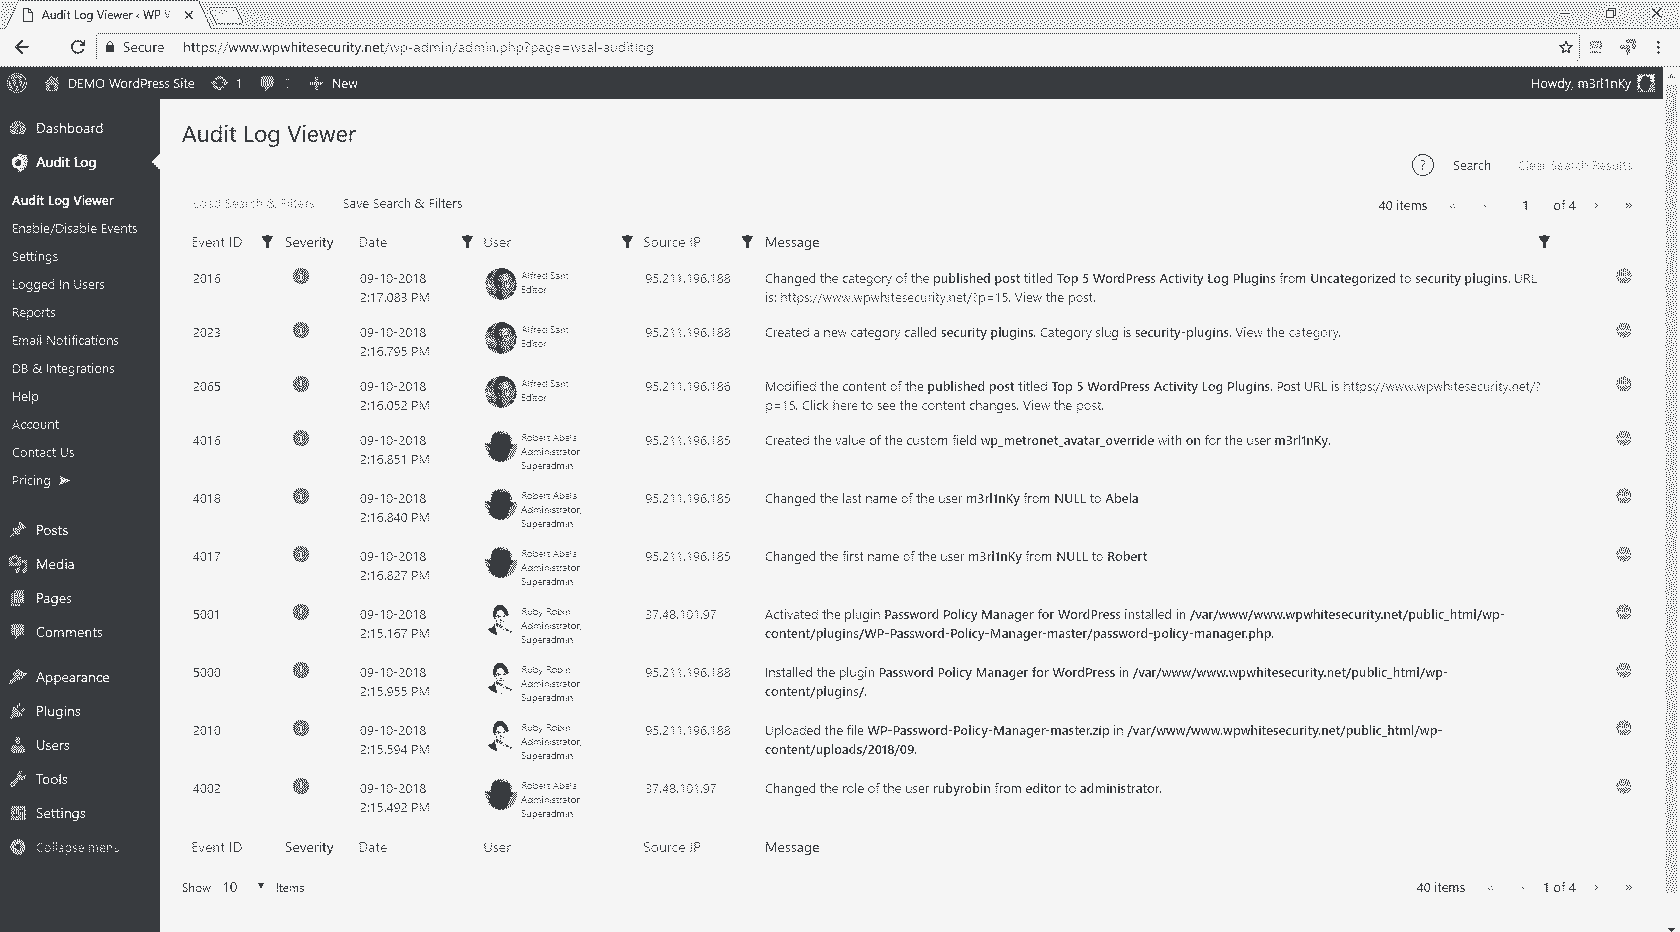 Audit Log Viewer ‹ WP
Secure https://www.wpwhitesecurity.net/wp-admin/admin.php?page=wsal-auditlog
DEMO WordPress Site 1 New Howdy, m3rl1nKy
Dashboard
Audit Log
Audit Log Viewer
Enable/Disable Events
Settings
Logged In Users
Reports
Email Notifications
DB & Integrations
Help
Account
Contact Us
Pricing ➤
Posts
Media
Pages
Comments
Appearance
Plugins
Users
Tools
Settings
Collapse menu
Audit Log Viewer
? Search Clear Search Results
Load Search & Filters Save Search & Filters 40 items « ‹ 1 of 4 › »
Event ID Severity Date User Source IP Message
2016 09-10-2018 Alfred Sant 95.211.196.188 Changed the category of the published post titled Top 5 WordPress Activity Log Plugins from Uncategorized to security plugins. URL
2:17.083 PM Editor is: https://www.wpwhitesecurity.net/?p=15. View the post.
2023 09-10-2018 Alfred Sant 95.211.196.188 Created a new category called security plugins. Category slug is security-plugins. View the category.
2:16.795 PM Editor
2065 09-10-2018 Alfred Sant 95.211.196.186 Modified the content of the published post titled Top 5 WordPress Activity Log Plugins. Post URL is https://www.wpwhitesecurity.net/?
2:16.052 PM Editor p=15. Click here to see the content changes. View the post.
4016 09-10-2018 Robert Abela 95.211.196.185 Created the value of the custom field wp_metronet_avatar_override with on for the user m3rl1nKy.
2:16.851 PM Administrator
Superadmin
4018 09-10-2018 Robert Abela 95.211.196.185 Changed the last name of the user m3rl1nKy from NULL to Abela
2:16.840 PM Administrator,
Superadmin
4017 09-10-2018 Robert Abela 95.211.196.185 Changed the first name of the user m3rl1nKy from NULL to Robert
2:16.827 PM Administrator
Superadmin
5001 09-10-2018 Ruby Robin 37.48.101.97 Activated the plugin Password Policy Manager for WordPress installed in /var/www/www.wpwhitesecurity.net/public_html/wp-
2:15.167 PM Administrator, content/plugins/WP-Password-Policy-Manager-master/password-policy-manager.php.
Superadmin
5000 09-10-2018 Ruby Robin 95.211.196.188 Installed the plugin Password Policy Manager for WordPress in /var/www/www.wpwhitesecurity.net/public_html/wp-
2:15.955 PM Administrator content/plugins/.
Superadmin
2010 09-10-2018 Ruby Robin 95.211.196.188 Uploaded the file WP-Password-Policy-Manager-master.zip in /var/www/www.wpwhitesecurity.net/public_html/wp-
2:15.594 PM Administrator, content/uploads/2018/09.
Superadmin
4002 09-10-2018 Robert Abela 37.48.101.97 Changed the role of the user rubyrobin from editor to administrator.
2:15.492 PM Administrator
Superadmin
Event ID Severity Date User Source IP Message
Show 10 Items 40 items « ‹ 1 of 4 › »